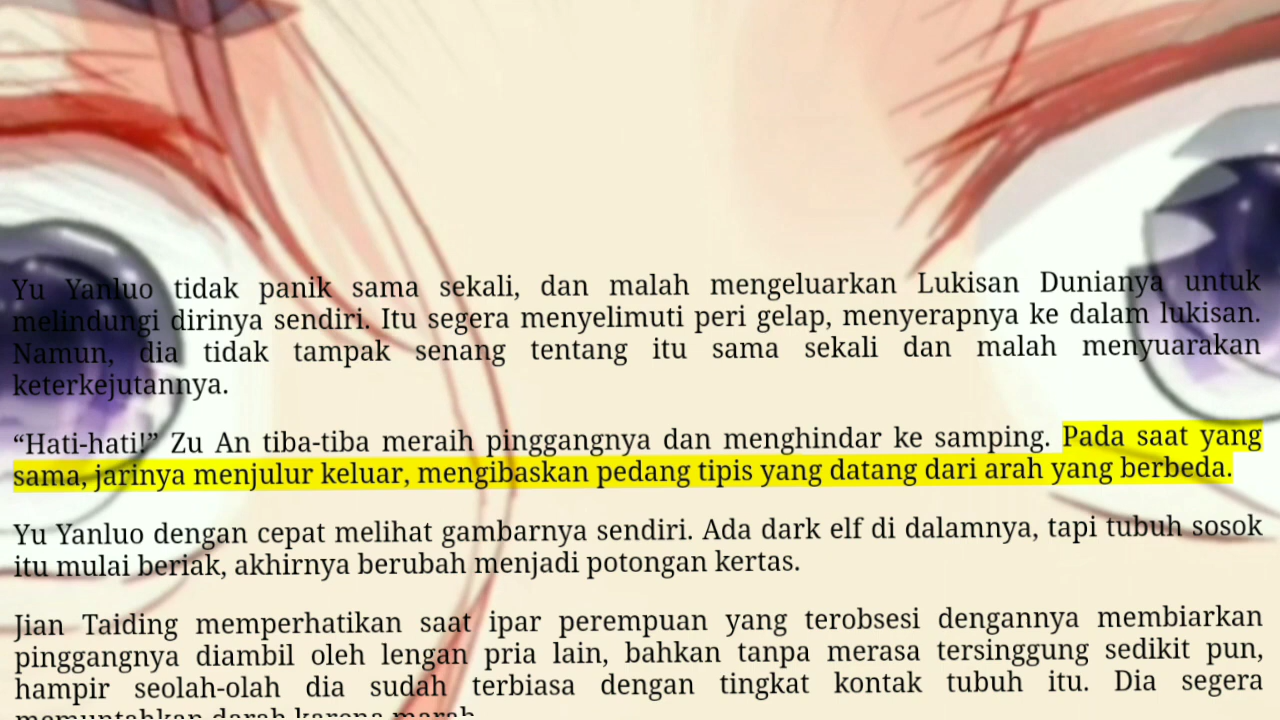 Yu Yanluo tidak panik sama sekali, dan malah mengeluarkan Lukisan Dunianya untuk
melindungi dirinya sendiri. Itu segera menyelimuti peri gelap, menyerapnya ke dalam lukisan.
Namun, dia tidak tampak senang tentang itu sama sekali dan malah menyuarakan
keterkejutannya.
“Hati-hati!” Zu An tiba-tiba meraih pinggangnya dan menghindar ke samping. Pada saat yang
sama, jarinya menjulur keluar, mengibaskan pedang tipis yang datang dari arah yang berbeda.
Yu Yanluo dengan cepat melihat gambarnya sendiri. Ada dark elf di dalamnya, tapi tubuh sosok
itu mulai beriak, akhirnya berubah menjadi potongan kertas.
Jian Taiding memperhatikan saat ipar perempuan yang terobsesi dengannya membiarkan
pinggangnya diambil oleh lengan pria lain, bahkan tanpa merasa tersinggung sedikit pun,
hampir seolah-olah dia sudah terbiasa dengan tingkat kontak tubuh itu. Dia segera
memuntahkan darah karena marah.